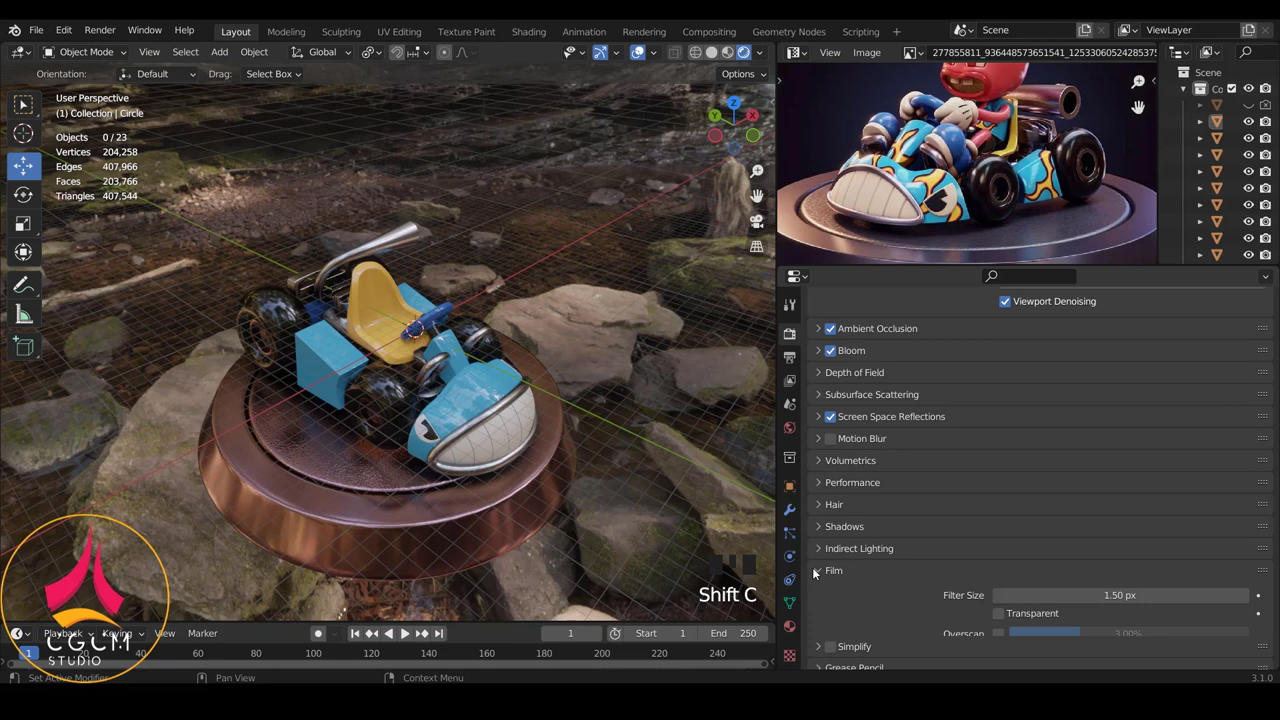 File Edit Render Window Help
Layout Modeling Sculpting UV Editing Texture Paint Shading Animation Rendering Compositing Geometry Nodes Scripting +
Scene
ViewLayer
Object Mode View Select Add Object Global
View Image 277855811_936448573651541_1253306052428537
Orientation: Default Drag: Select Box Options
Scene
Co
User Perspective
(1) Collection | Circle
Objects 0 / 23
Vertices 204,258
Edges 407,966
Faces 203,766
Triangles 407,544
Z
Y
X
Viewport Denoising
Ambient Occlusion
Bloom
Depth of Field
Subsurface Scattering
Screen Space Reflections
Motion Blur
Volumetrics
Performance
Hair
Shadows
Indirect Lighting
Film
Filter Size 1.50 px
Transparent
Overscan 3.00%
Simplify
Grease Pencil
Shift C
Playback Keying View Marker
1 Start 1 End 250
1 20 40 60 80 100 120 140 160 180 200 220 240
CGCM
STUDIO
Set Active Modifier Pan View Context Menu 3.1.0